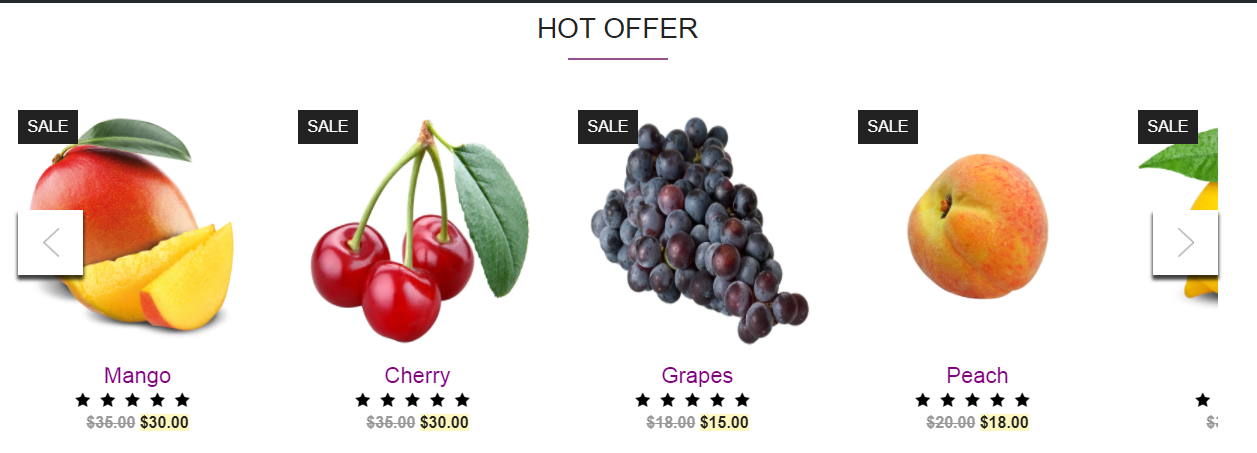 HOT OFFER
SALE SALE SALE SALE SALE
Mango Cherry Grapes Peach
$35.00 $30.00 $35.00 $30.00 $18.00 $15.00 $20.00 $18.00